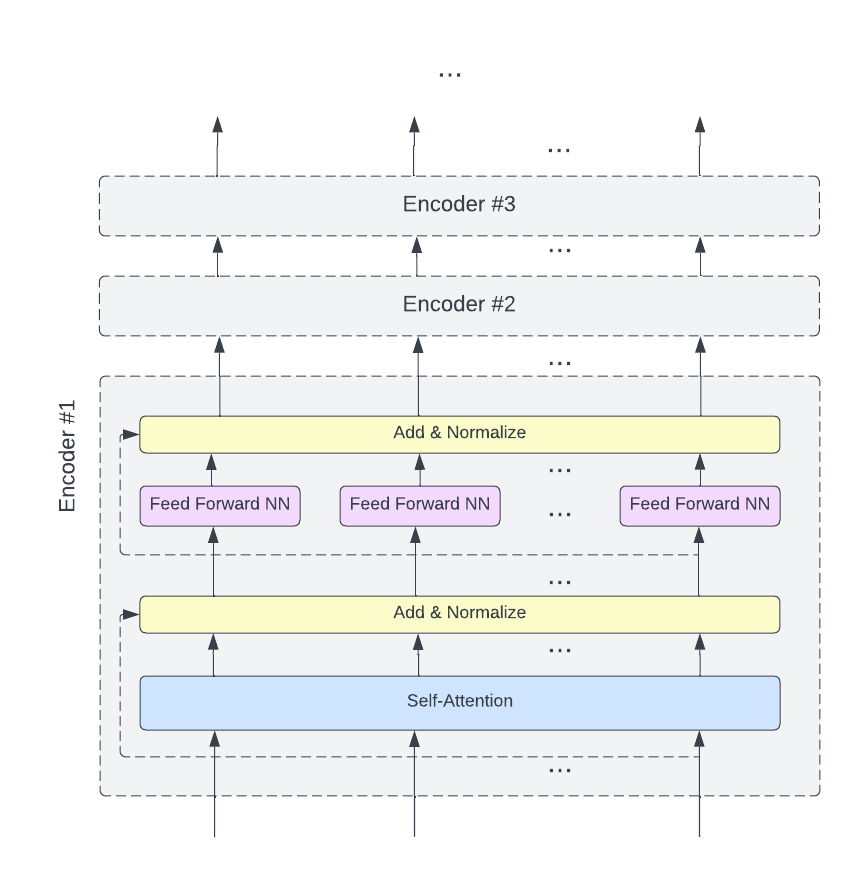 ...
...
Encoder #3
...
Encoder #2
...
Encoder #1
Add & Normalize
...
Feed Forward NN
Feed Forward NN
...
Feed Forward NN
...
Add & Normalize
...
Self-Attention
...